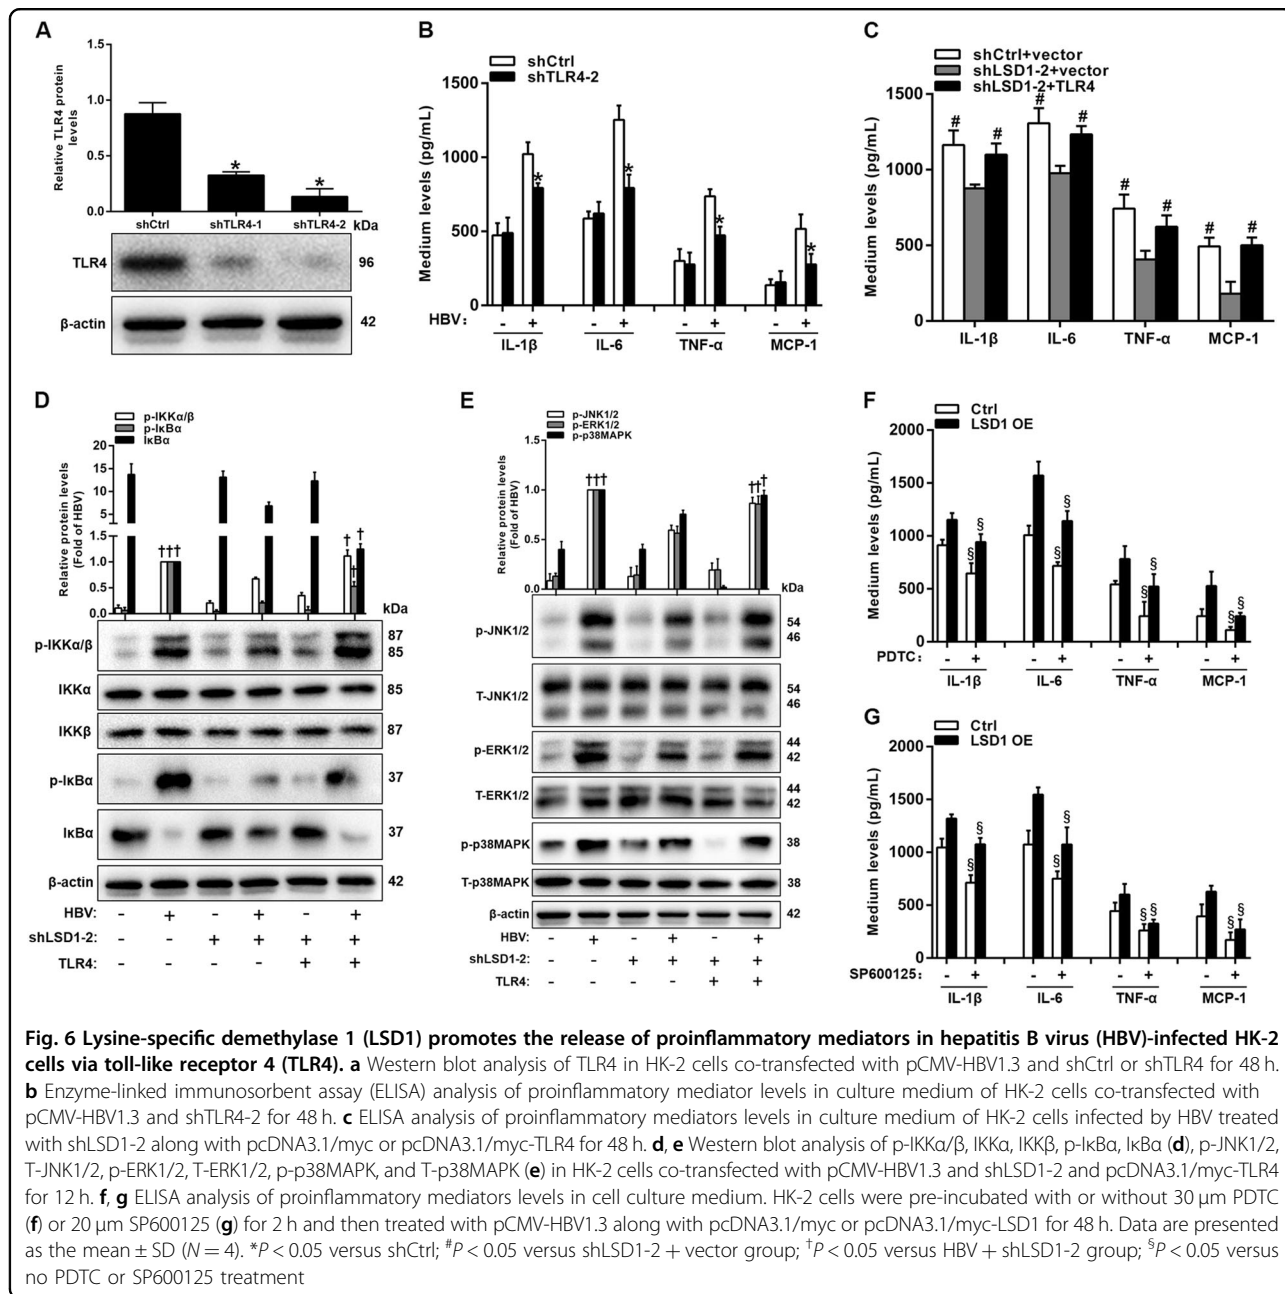 A
Relative TLR4 protein
levels
1.5
1.0
0.5
0.0
*
*
shCtrl shTLR4-1 shTLR4-2 kDa
TLR4 96
β-actin 42
B
shCtrl
shTLR4-2
Medium levels (pg/mL)
1500
1000
500
0
* * * *
HBV: - + - + - + - +
IL-1β IL-6 TNF-α MCP-1
C
shCtrl+vector
shLSD1-2+vector
shLSD1-2+TLR4
Medium levels (pg/mL)
1500
1000
500
0
# # # # # # # #
IL-1β IL-6 TNF-α MCP-1
D
p-IKKα/β
p-IκBα
IκBα
Relative protein levels
(Fold of HBV)
20
15
10
5
1.5
1.0
0.5
0.0
††† † † †
kDa
p-IKKα/β 87
85
IKKα 85
IKKβ 87
p-IκBα 37
IκBα 37
β-actin 42
HBV: - + - + - +
shLSD1-2: - - + + + +
TLR4: - - - - + +
E
p-JNK1/2
p-ERK1/2
p-p38MAPK
Relative protein levels
(Fold of HBV)
1.5
1.0
0.5
0.0
††† †††
kDa
p-JNK1/2 54
46
T-JNK1/2 54
46
p-ERK1/2 44
42
T-ERK1/2 44
42
p-p38MAPK 38
T-p38MAPK 38
β-actin 42
HBV: - + - + - +
shLSD1-2: - - + + + +
TLR4: - - - - + +
F
Ctrl
LSD1 OE
Medium levels (pg/mL)
2000
1500
1000
500
0
§ § § § § § § §
PDTC: - + - + - + - +
IL-1β IL-6 TNF-α MCP-1
G
Ctrl
LSD1 OE
Medium levels (pg/mL)
2000
1500
1000
500
0
§ § § § § § § §
SP600125: - + - + - + - +
IL-1β IL-6 TNF-α MCP-1
Fig. 6 Lysine-specific demethylase 1 (LSD1) promotes the release of proinflammatory mediators in hepatitis B virus (HBV)-infected HK-2
cells via toll-like receptor 4 (TLR4). a Western blot analysis of TLR4 in HK-2 cells co-transfected with pCMV-HBV1.3 and shCtrl or shTLR4 for 48 h.
b Enzyme-linked immunosorbent assay (ELISA) analysis of proinflammatory mediator levels in culture medium of HK-2 cells co-transfected with
pCMV-HBV1.3 and shTLR4-2 for 48 h. c ELISA analysis of proinflammatory mediators levels in culture medium of HK-2 cells infected by HBV treated
with shLSD1-2 along with pcDNA3.1/myc or pcDNA3.1/myc-TLR4 for 48 h. d, e Western blot analysis of p-IKKα/β, IKKα, IKKβ, p-IκBα, IκBα (d), p-JNK1/2,
T-JNK1/2, p-ERK1/2, T-ERK1/2, p-p38MAPK, and T-p38MAPK (e) in HK-2 cells co-transfected with pCMV-HBV1.3 and shLSD1-2 and pcDNA3.1/myc-TLR4
for 12 h. f, g ELISA analysis of proinflammatory mediators levels in cell culture medium. HK-2 cells were pre-incubated with or without 30 μm PDTC
(f) or 20 μm SP600125 (g) for 2 h and then treated with pCMV-HBV1.3 along with pcDNA3.1/myc or pcDNA3.1/myc-LSD1 for 48 h. Data are presented
as the mean ± SD (N = 4). *P < 0.05 versus shCtrl; #P < 0.05 versus shLSD1-2 + vector group; †P < 0.05 versus HBV + shLSD1-2 group; §P < 0.05 versus
no PDTC or SP600125 treatment